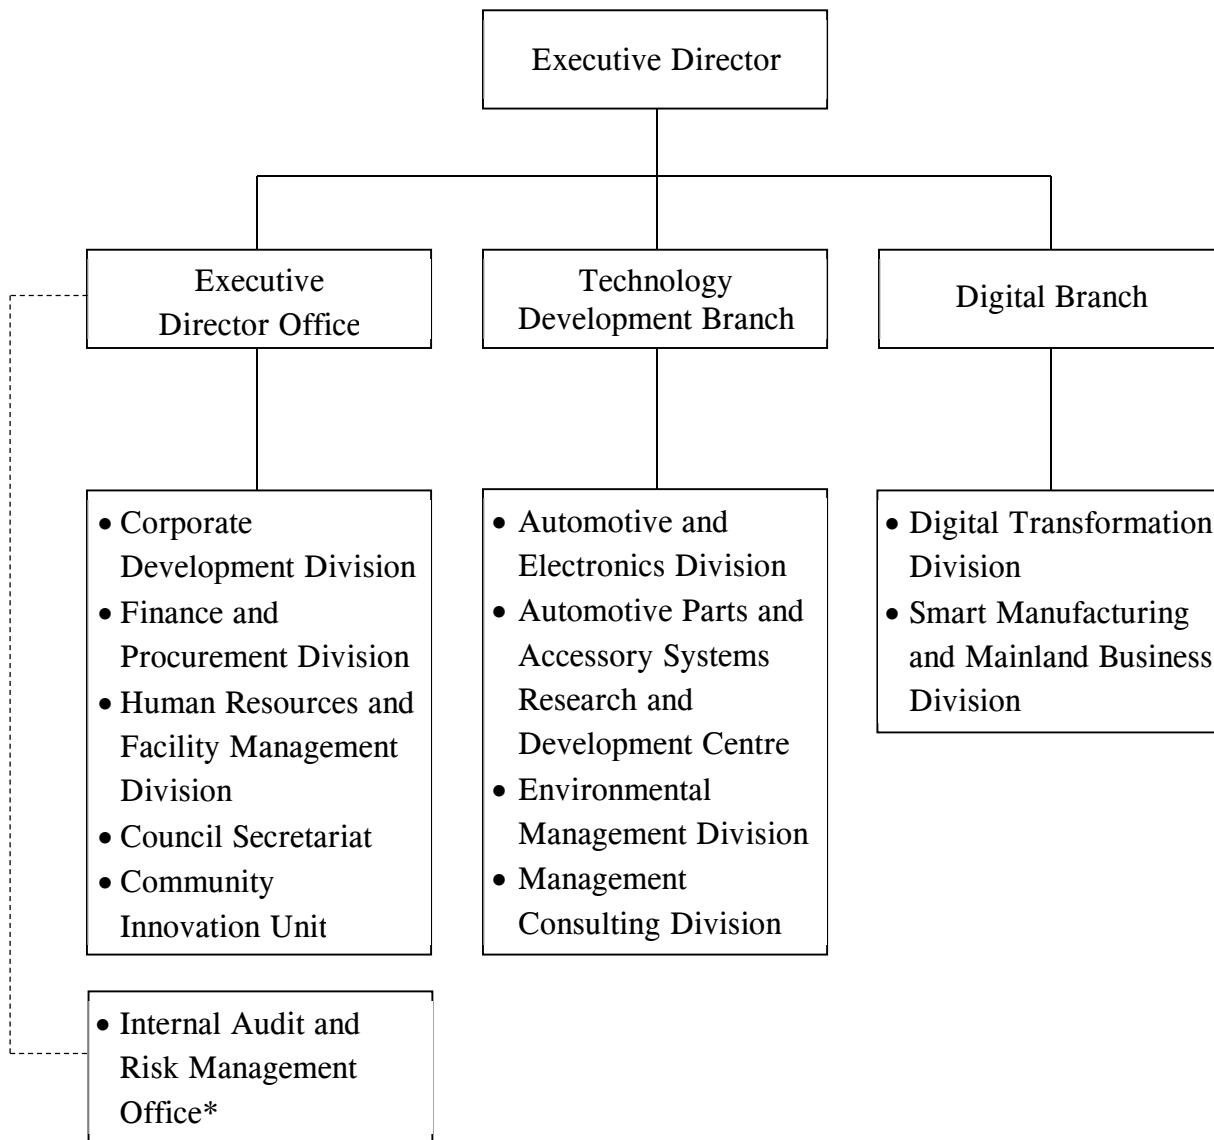 Executive Director
Executive
Director Office
Technology
Development Branch
Digital Branch
• Corporate
Development Division
• Finance and
Procurement Division
• Human Resources and
Facility Management
Division
• Council Secretariat
• Community
Innovation Unit
• Automotive and
Electronics Division
• Automotive Parts and
Accessory Systems
Research and
Development Centre
• Environmental
Management Division
• Management
Consulting Division
• Digital Transformation
Division
• Smart Manufacturing
and Mainland Business
Division
• Internal Audit and
Risk Management
Office*